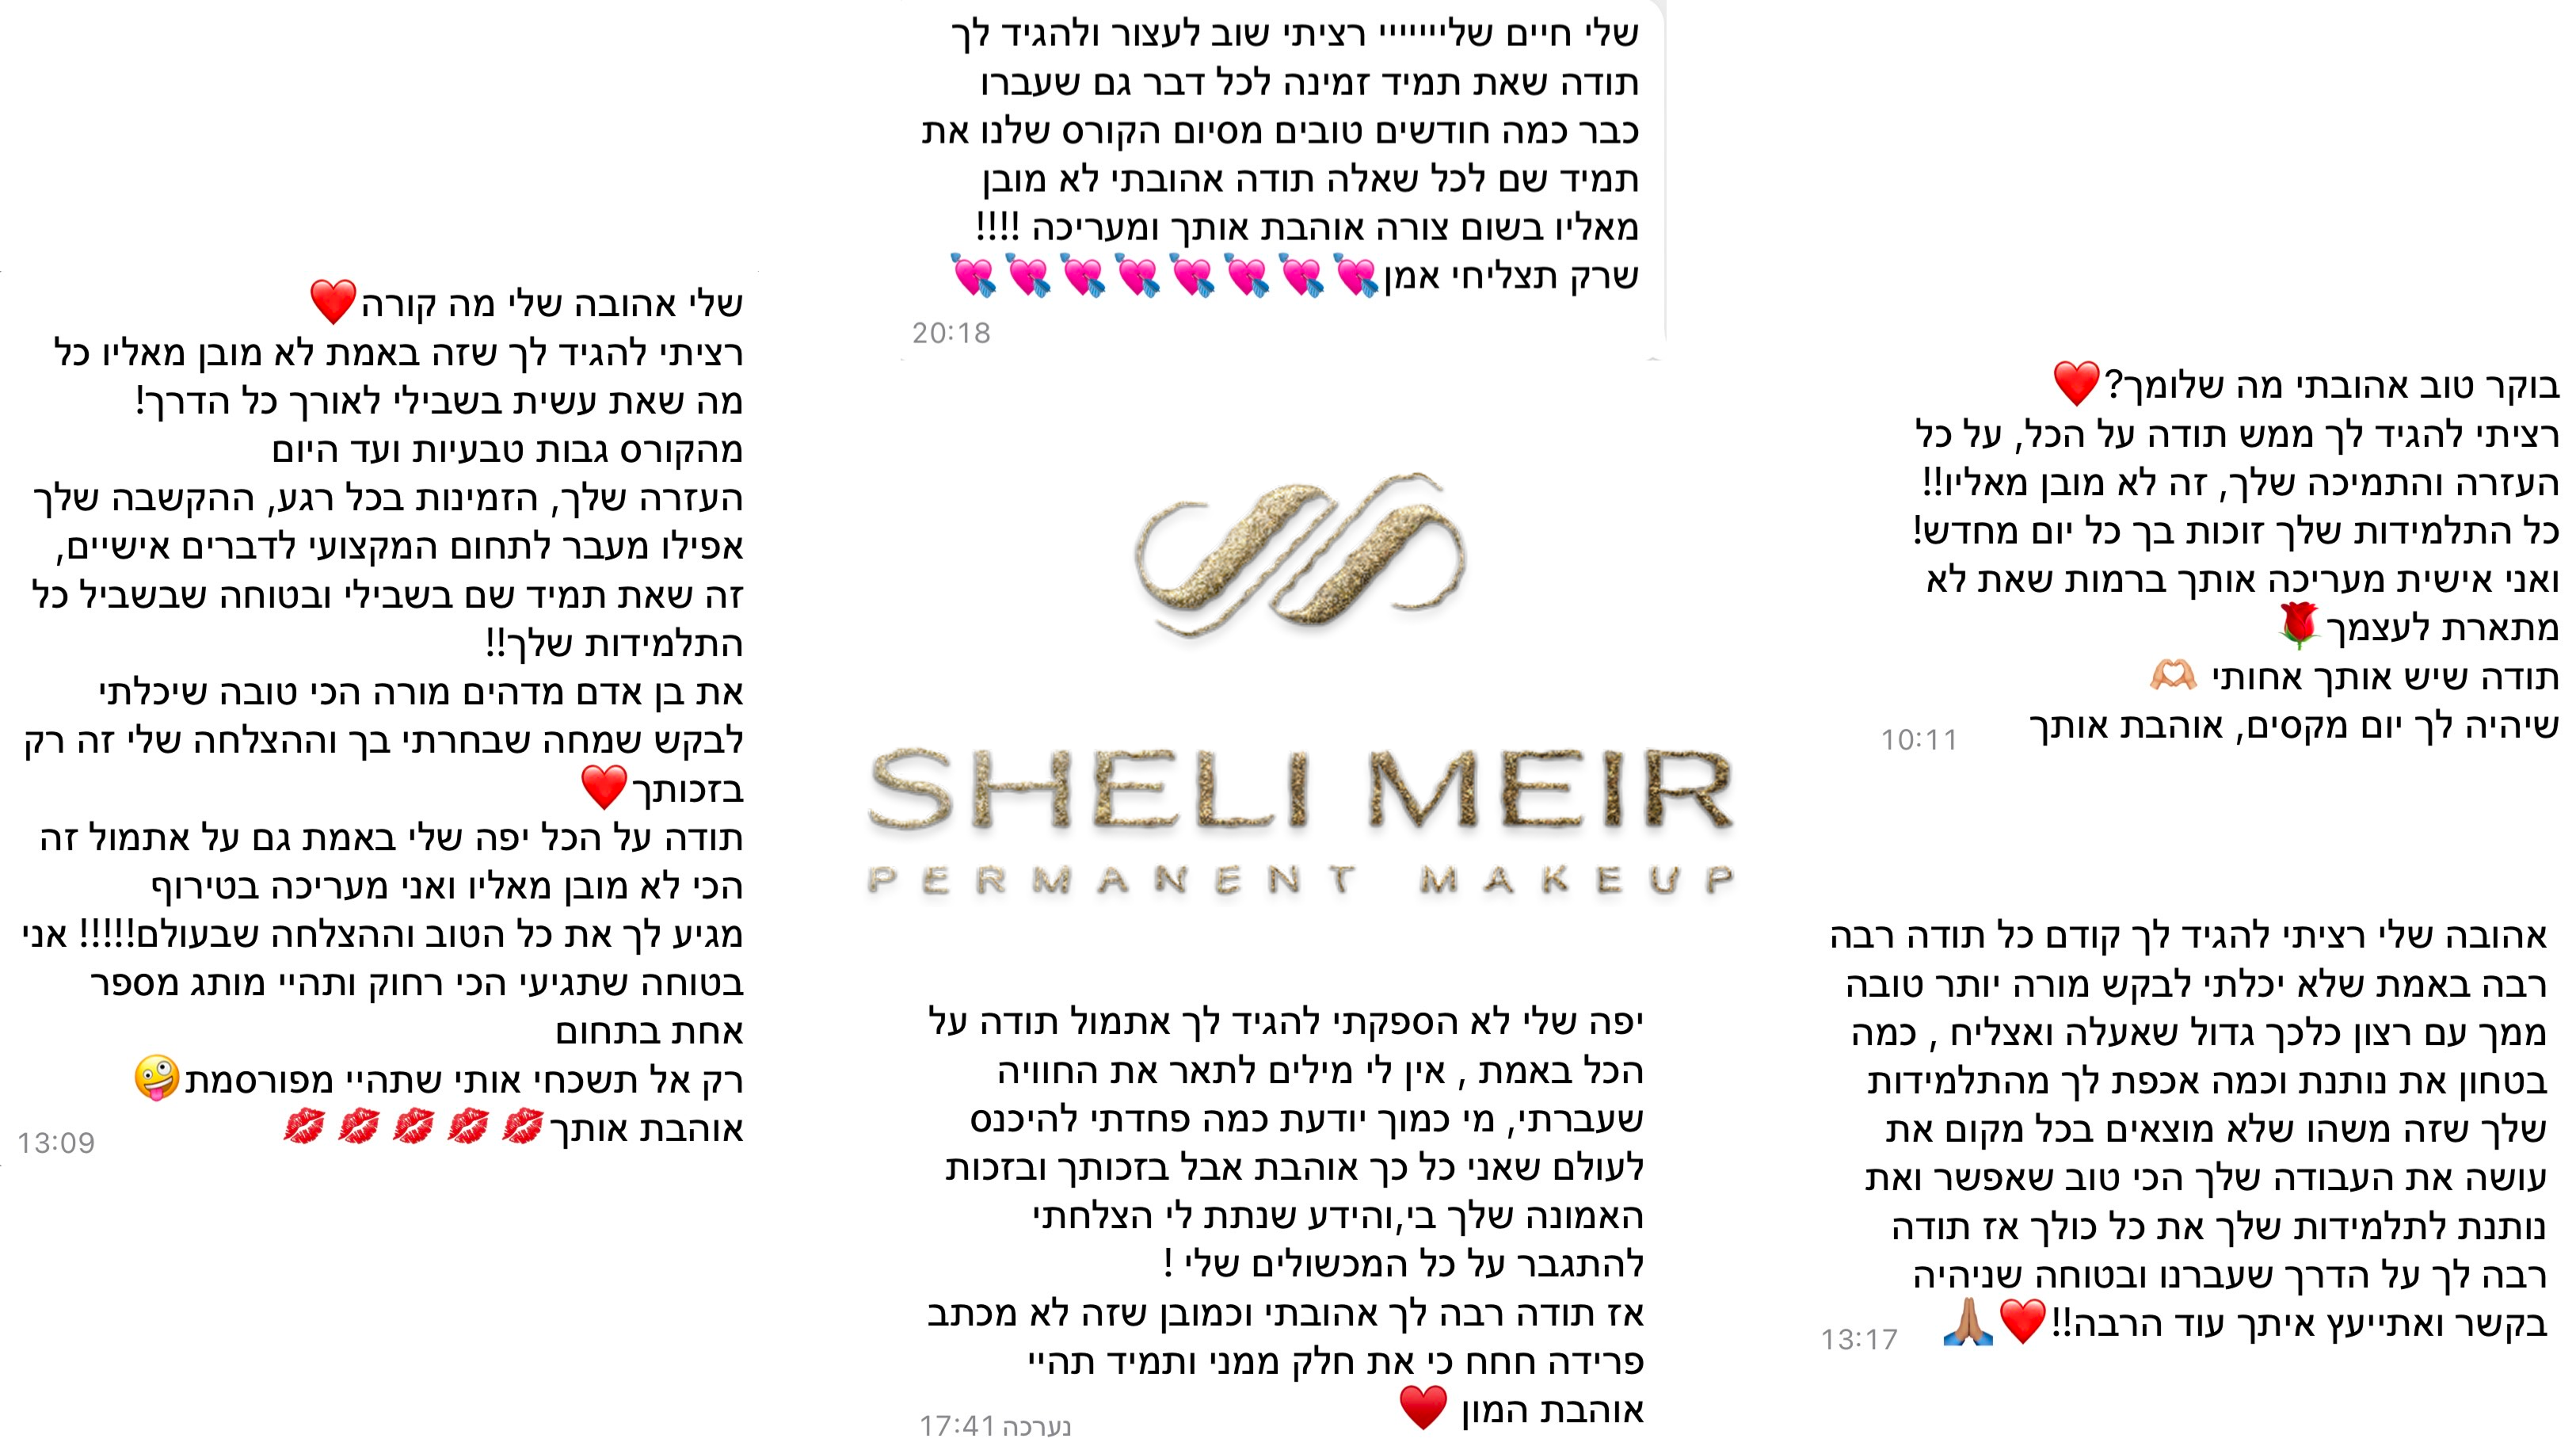 שלי חיים שלייייייי רציתי שוב לעצור ולהגיד לך
תודה שאת תמיד זמינה לכל דבר גם שעברו
כבר כמה חודשים טובים מסיום הקורס שלנו את
תמיד שם לכל שאלה תודה אהובתי לא מובן
מאליו בשום צורה אוהבת אותך ומעריכה !!!!
שרק תצליחי אמן💘💘💘💘💘💘💘💘
20:18
בוקר טוב אהובתי מה שלומך?❤️
רציתי להגיד לך ממש תודה על הכל, על כל
העזרה והתמיכה שלך, זה לא מובן מאליו!!
כל התלמידות שלך זוכות בך כל יום מחדש!
ואני אישית מעריכה אותך ברמות שאת לא
מתארת לעצמך🌹
תודה שיש אותך אחותי 🫶🏼
שיהיה לך יום מקסים, אוהבת אותך
10:11
אהובה שלי רציתי להגיד לך קודם כל תודה רבה
רבה באמת שלא יכלתי לבקש מורה יותר טובה
ממך עם רצון כלכך גדול שאעלה ואצליח , כמה
בטחון את נותנת וכמה אכפת לך מהתלמידות
שלך שזה משהו שלא מוצאים בכל מקום את
עושה את העבודה שלך הכי טוב שאפשר ואת
נותנת לתלמידות שלך את כל כולך אז תודה
רבה לך על הדרך שעברנו ובטוחה שניהיה
בקשר ואתייעץ איתך עוד הרבה!!❤️🙏🏽
13:17
SHELI MEIR
PERMANENT MAKEUP
יפה שלי לא הספקתי להגיד לך אתמול תודה על
הכל באמת , אין לי מילים לתאר את החוויה
שעברתי, מי כמוך יודעת כמה פחדתי להיכנס
לעולם שאני כל כך אוהבת אבל בזכותך ובזכות
האמונה שלך בי,והידע שנתת לי הצלחתי
להתגבר על כל המכשולים שלי !
אז תודה רבה לך אהובתי וכמובן שזה לא מכתב
פרידה חחח כי את חלק ממני ותמיד תהיי
אוהבת המון ❤️
נערכה 17:41
שלי אהובה שלי מה קורה❤️
רציתי להגיד לך שזה באמת לא מובן מאליו כל
מה שאת עשית בשבילי לאורך כל הדרך!
מהקורס גבות טבעיות ועד היום
העזרה שלך, הזמינות בכל רגע, ההקשבה שלך
אפילו מעבר לתחום המקצועי לדברים אישיים,
זה שאת תמיד שם בשבילי ובטוחה שבשביל כל
התלמידות שלך!!
את בן אדם מדהים מורה הכי טובה שיכלתי
לבקש שמחה שבחרתי בך וההצלחה שלי זה רק
בזכותך❤️
תודה על הכל יפה שלי באמת גם על אתמול זה
הכי לא מובן מאליו ואני מעריכה בטירוף
מגיע לך את כל הטוב וההצלחה שבעולם!!!!! אני
בטוחה שתגיעי הכי רחוק ותהיי מותג מספר
אחת בתחום
רק אל תשכחי אותי שתהיי מפורסמת🤪
אוהבת אותך💋💋💋💋💋
13:09